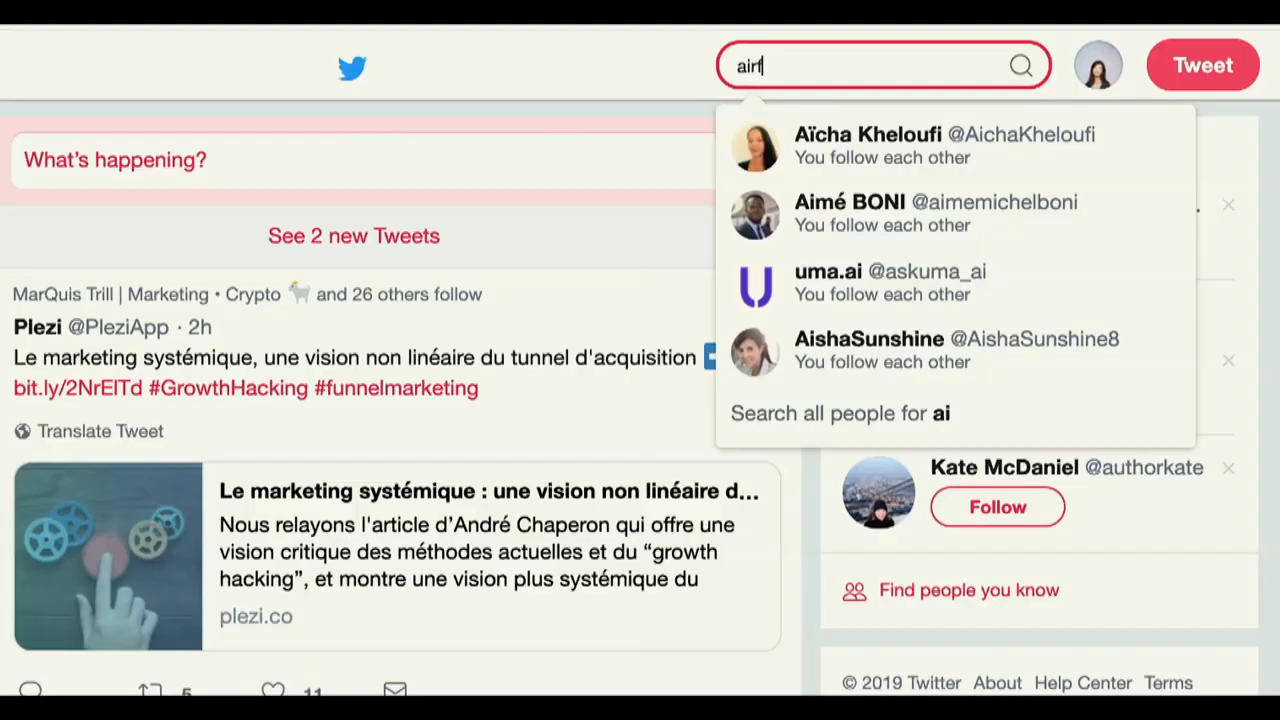 airf
Tweet
What's happening?
See 2 new Tweets
MarQuis Trill | Marketing • Crypto 🐐 and 26 others follow
Plezi @PleziApp · 2h
Le marketing systémique, une vision non linéaire du tunnel d'acquisition
bit.ly/2NrElTd #GrowthHacking #funnelmarketing
Translate Tweet
Le marketing systémique : une vision non linéaire d...
Nous relayons l'article d'André Chaperon qui offre une
vision critique des méthodes actuelles et du “growth
hacking”, et montre une vision plus systémique du
plezi.co
5 11
Aïcha Kheloufi @AichaKheloufi
You follow each other
Aimé BONI @aimemichelboni
You follow each other
uma.ai @askuma_ai
You follow each other
AishaSunshine @AishaSunshine8
You follow each other
Search all people for ai
Kate McDaniel @authorkate
Follow
Find people you know
© 2019 Twitter About Help Center Terms